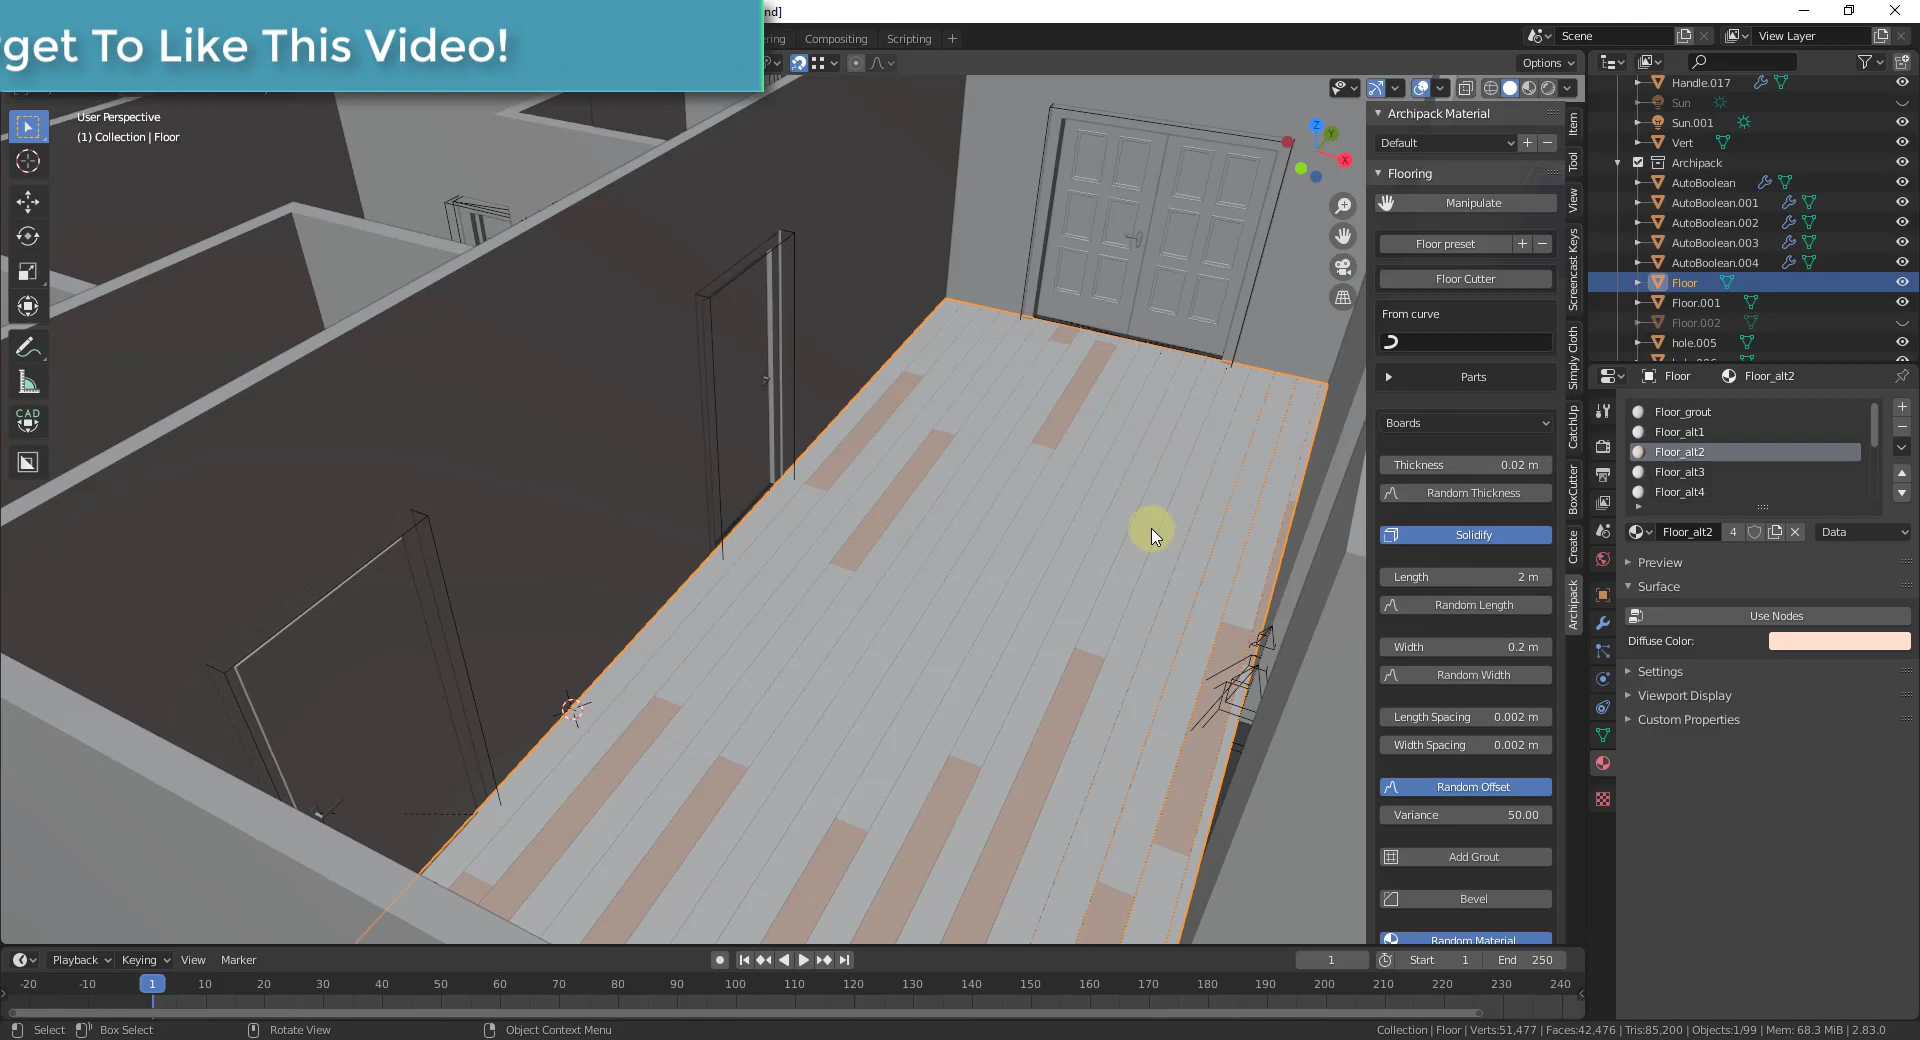 rget To Like This Video!
nd]
ring
Compositing
Scripting
+
Scene
View Layer
Options
User Perspective
(1) Collection | Floor
CAD
Z
Y
X
Archipack Material
Default
Flooring
Manipulate
Floor preset
Floor Cutter
From curve
Parts
Boards
Thickness 0.02 m
Random Thickness
Solidify
Length 2 m
Random Length
Width 0.2 m
Random Width
Length Spacing 0.002 m
Width Spacing 0.002 m
Random Offset
Variance 50.00
Add Grout
Bevel
Random Material
Item
Tool
View
Screencast Keys
Simply Cloth
CatchUp
BoxCutter
Create
Archipack
Handle.017
Sun
Sun.001
Vert
Archipack
AutoBoolean
AutoBoolean.001
AutoBoolean.002
AutoBoolean.003
AutoBoolean.004
Floor
Floor.001
Floor.002
hole.005
Floor Floor_alt2
Floor_grout
Floor_alt1
Floor_alt2
Floor_alt3
Floor_alt4
Floor_alt2 4 Data
Preview
Surface
Use Nodes
Diffuse Color:
Settings
Viewport Display
Custom Properties
Playback Keying View Marker
1 Start 1 End 250
-20 -10 1 10 20 30 40 50 60 70 80 90 100 110 120 130 140 150 160 170 180 190 200 210 220 230 240
Select Box Select Rotate View Object Context Menu
Collection | Floor | Verts:51,477 | Faces:42,476 | Tris:85,200 | Objects:1/99 | Mem: 68.3 MiB | 2.83.0